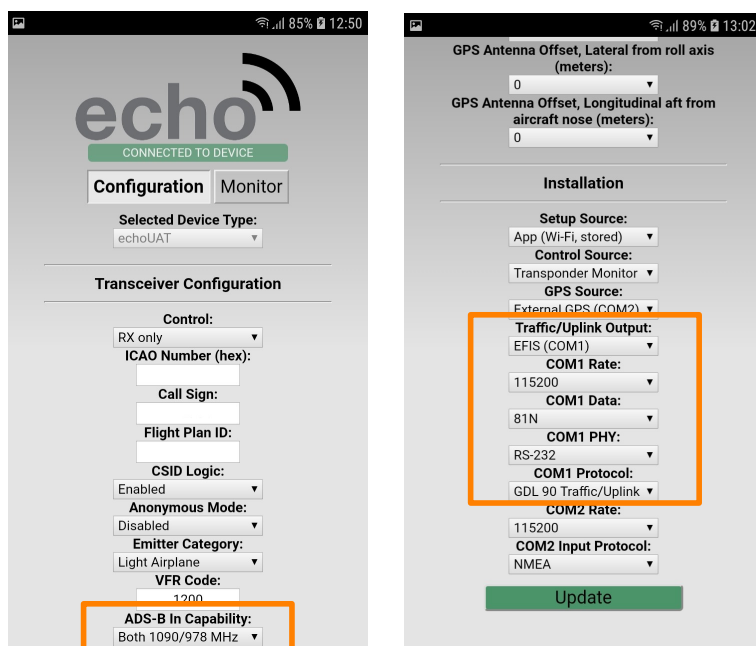 85% 12:50
echo
CONNECTED TO DEVICE
Configuration Monitor
Selected Device Type:
echoUAT
Transceiver Configuration
Control:
RX only
ICAO Number (hex):
Call Sign:
Flight Plan ID:
CSID Logic:
Enabled
Anonymous Mode:
Disabled
Emitter Category:
Light Airplane
VFR Code:
1200
ADS-B In Capability:
Both 1090/978 MHz
89% 13:02
GPS Antenna Offset, Lateral from roll axis
(meters):
0
GPS Antenna Offset, Longitudinal aft from
aircraft nose (meters):
0
Installation
Setup Source:
App (Wi-Fi, stored)
Control Source:
Transponder Monitor
GPS Source:
External GPS (COM2)
Traffic/Uplink Output:
EFIS (COM1)
COM1 Rate:
115200
COM1 Data:
81N
COM1 PHY:
RS-232
COM1 Protocol:
GDL 90 Traffic/Uplink
COM2 Rate:
115200
COM2 Input Protocol:
NMEA
Update